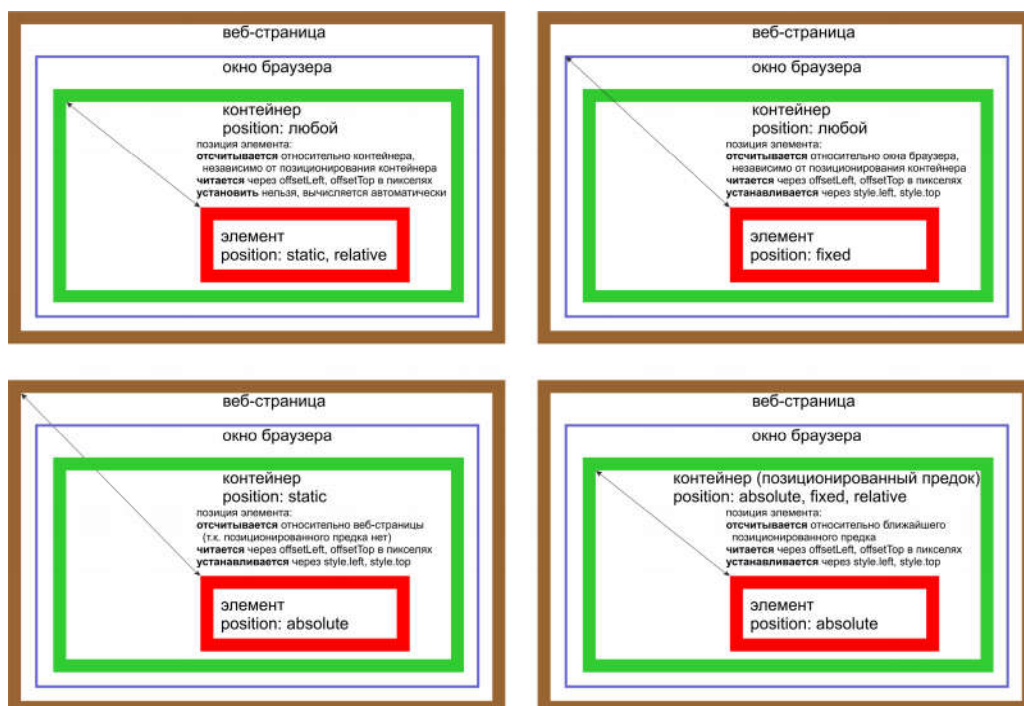 веб-страница
окно браузера
контейнер
position: любой
позиция элемента:
отсчитывается относительно контейнера,
независимо от позиционирования контейнера
читается через offsetLeft, offsetTop в пикселях
установить нельзя, вычисляется автоматически
элемент
position: static, relative
веб-страница
окно браузера
контейнер
position: любой
позиция элемента:
отсчитывается относительно окна браузера,
независимо от позиционирования контейнера
читается через offsetLeft, offsetTop в пикселях
устанавливается через style.left, style.top
элемент
position: fixed
веб-страница
окно браузера
контейнер
position: static
позиция элемента:
отсчитывается относительно веб-страницы
(т.к. позиционированного предка нет)
читается через offsetLeft, offsetTop в пикселях
устанавливается через style.left, style.top
элемент
position: absolute
веб-страница
окно браузера
контейнер (позиционированный предок)
position: absolute, fixed, relative
позиция элемента:
отсчитывается относительно ближайшего
позиционированного предка
читается через offsetLeft, offsetTop в пикселях
устанавливается через style.left, style.top
элемент
position: absolute